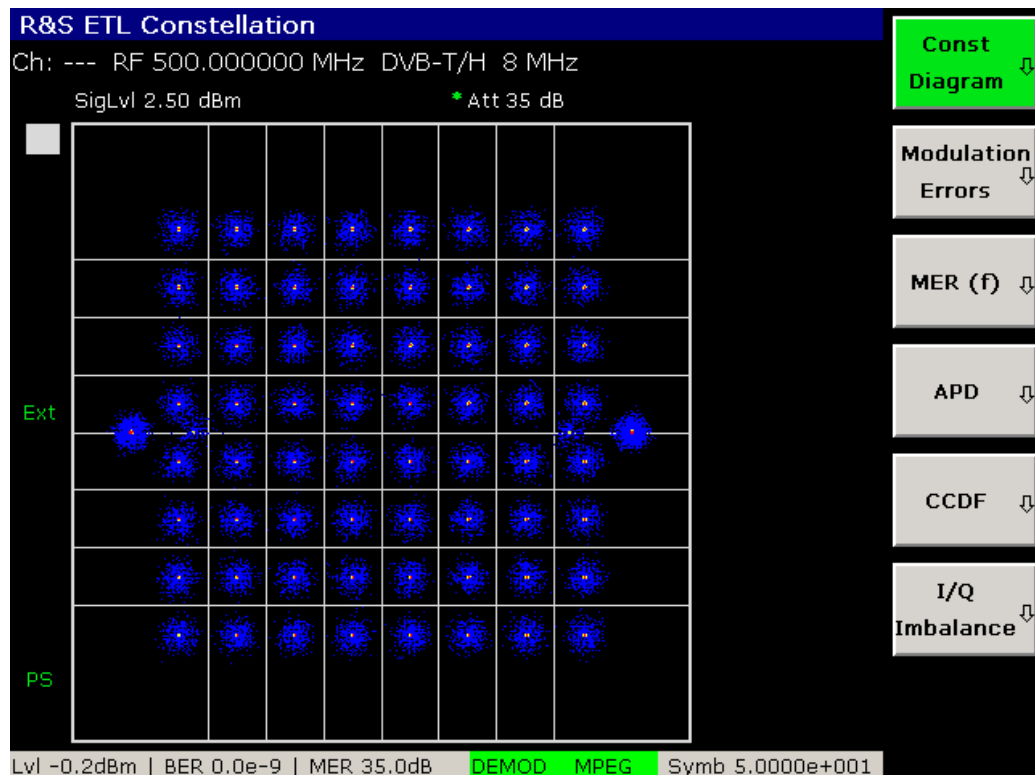 R&S ETL Constellation
Ch: --- RF 500.000000 MHz DVB-T/H 8 MHz
SigLvl 2.50 dBm * Att 35 dB
Ext
PS
Lvl -0.2dBm | BER 0.0e-9 | MER 35.0dB DEMOD MPEG Symb 5.0000e+001
Const
Diagram
Modulation
Errors
MER (f)
APD
CCDF
I/Q
Imbalance